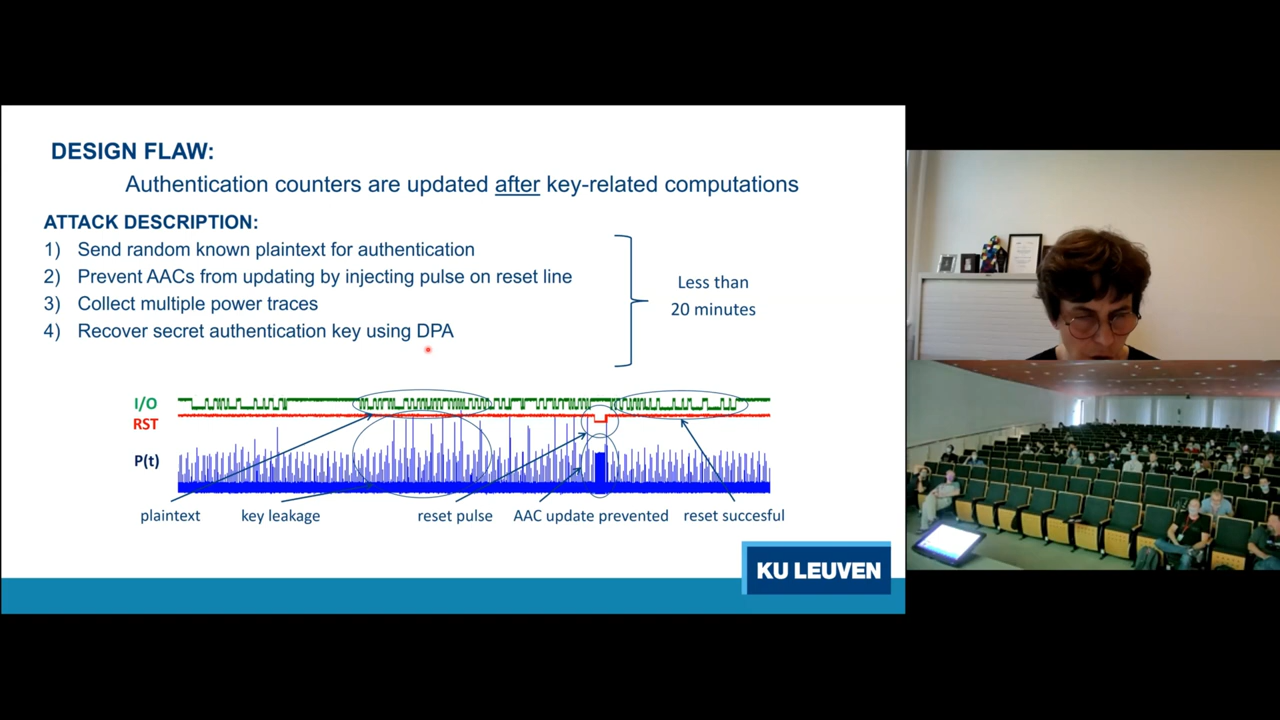 DESIGN FLAW:
Authentication counters are updated after key-related computations
ATTACK DESCRIPTION:
1) Send random known plaintext for authentication
2) Prevent AACs from updating by injecting pulse on reset line
3) Collect multiple power traces
4) Recover secret authentication key using DPA
Less than
20 minutes
I/O
RST
P(t)
plaintext
key leakage
reset pulse
AAC update prevented
reset succesful
KU LEUVEN